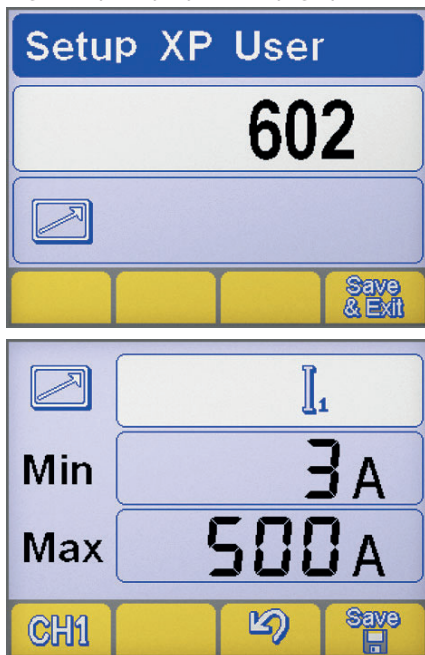 Setup XP User
602
Save
& Exit
I1
Min 3A
Max 500A
CH1 Save